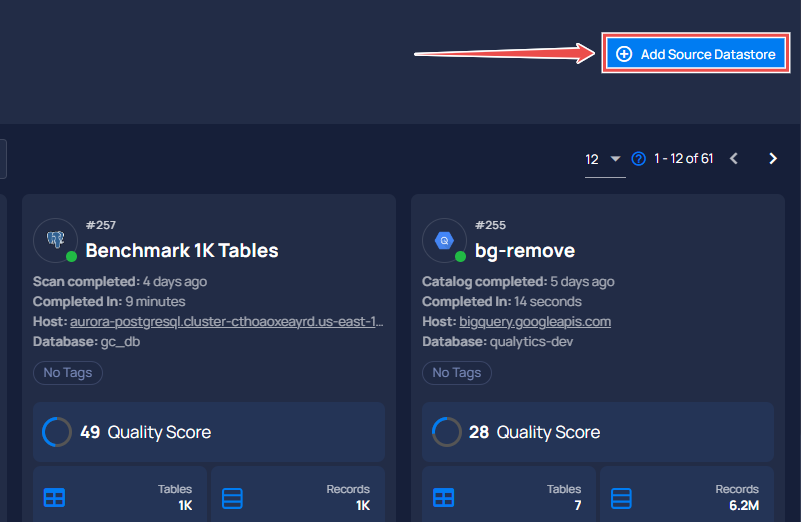 Add Source Datastore
12
1 - 12 of 61
#257
Benchmark 1K Tables
Scan completed: 4 days ago
Completed In: 9 minutes
Host: aurora-postgresql.cluster-cthoaoxeayrd.us-east-1...
Database: gc_db
No Tags
49 Quality Score
Tables
1K
Records
1K
#255
bg-remove
Catalog completed: 5 days ago
Completed In: 14 seconds
Host: bigquery.googleapis.com
Database: qualytics-dev
No Tags
28 Quality Score
Tables
7
Records
6.2M